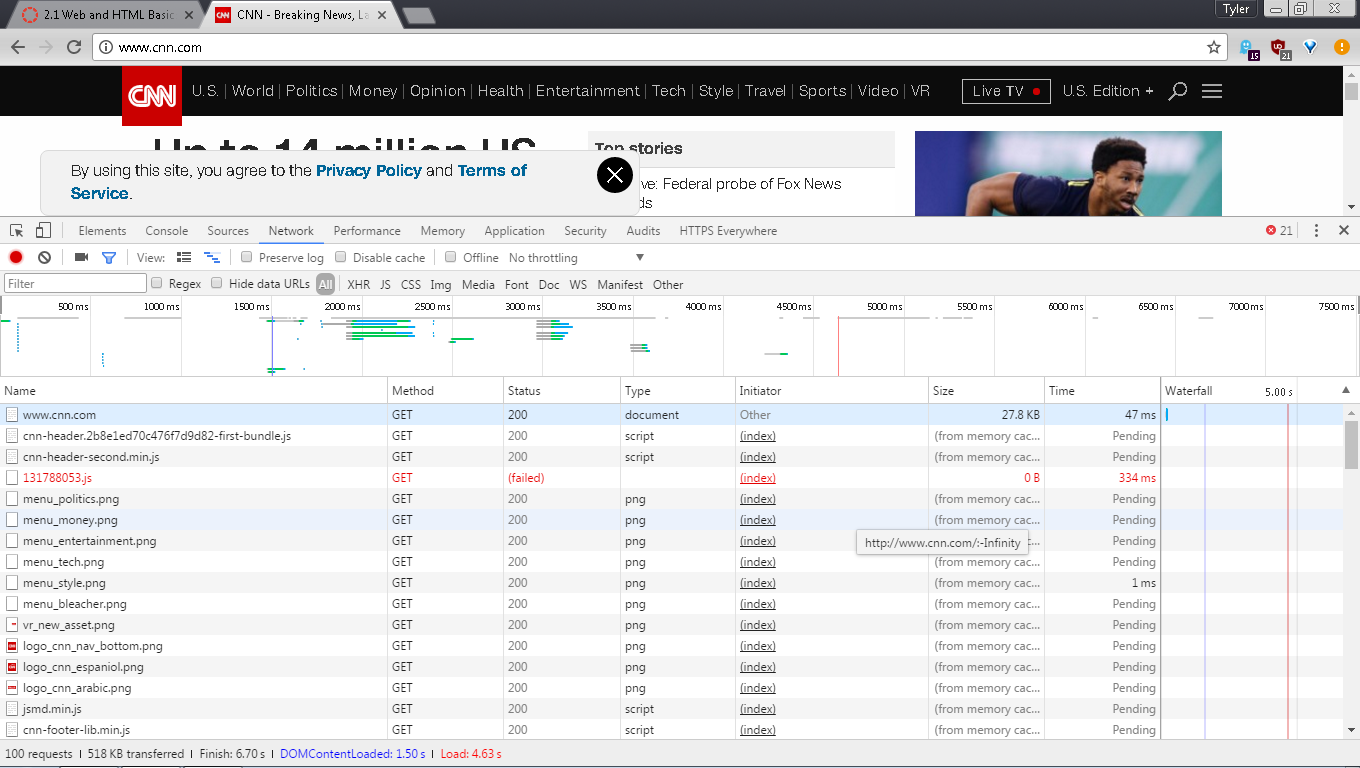 2.1 Web and HTML Basic
CNN - Breaking News, La
Tyler
www.cnn.com
15
21
CNN
U.S. | World | Politics | Money | Opinion | Health | Entertainment | Tech | Style | Travel | Sports | Video | VR
Live TV
U.S. Edition +
Top stories
By using this site, you agree to the Privacy Policy and Terms of
Service.
ve: Federal probe of Fox News
ds
Elements Console Sources Network Performance Memory Application Security Audits HTTPS Everywhere 21
View: Preserve log Disable cache Offline No throttling
Filter Regex Hide data URLs All XHR JS CSS Img Media Font Doc WS Manifest Other
500 ms 1000 ms 1500 ms 2000 ms 2500 ms 3000 ms 3500 ms 4000 ms 4500 ms 5000 ms 5500 ms 6000 ms 6500 ms 7000 ms 7500 ms
Name Method Status Type Initiator Size Time Waterfall 5.00 s
www.cnn.com GET 200 document Other 27.8 KB 47 ms
cnn-header.2b8e1ed70c476f7d9d82-first-bundle.js GET 200 script (index) (from memory cac... Pending
cnn-header-second.min.js GET 200 script (index) (from memory cac... Pending
131788053.js GET (failed) (index) 0 B 334 ms
menu_politics.png GET 200 png (index) (from memory cac... Pending
menu_money.png GET 200 png (index) (from memory cac... Pending
menu_entertainment.png GET 200 png (index) Pending
http://www.cnn.com/:-Infinity
menu_tech.png GET 200 png (index) (from memory cac... Pending
menu_style.png GET 200 png (index) (from memory cac... 1 ms
menu_bleacher.png GET 200 png (index) (from memory cac... Pending
vr_new_asset.png GET 200 png (index) (from memory cac... Pending
logo_cnn_nav_bottom.png GET 200 png (index) (from memory cac... Pending
logo_cnn_espaniol.png GET 200 png (index) (from memory cac... Pending
logo_cnn_arabic.png GET 200 png (index) (from memory cac... Pending
jsmd.min.js GET 200 script (index) (from memory cac... Pending
cnn-footer-lib.min.js GET 200 script (index) (from memory cac... Pending
100 requests | 518 KB transferred | Finish: 6.70 s | DOMContentLoaded: 1.50 s | Load: 4.63 s